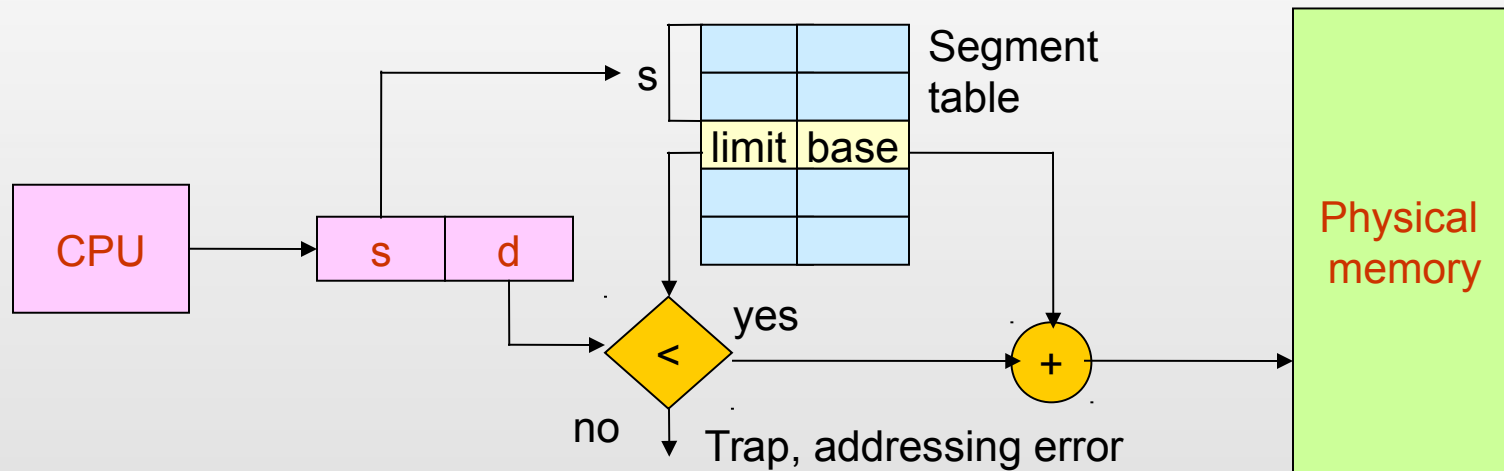 Segment
table
s
limit base
CPU
s d
Physical
memory
<
yes
+
no
Trap, addressing error